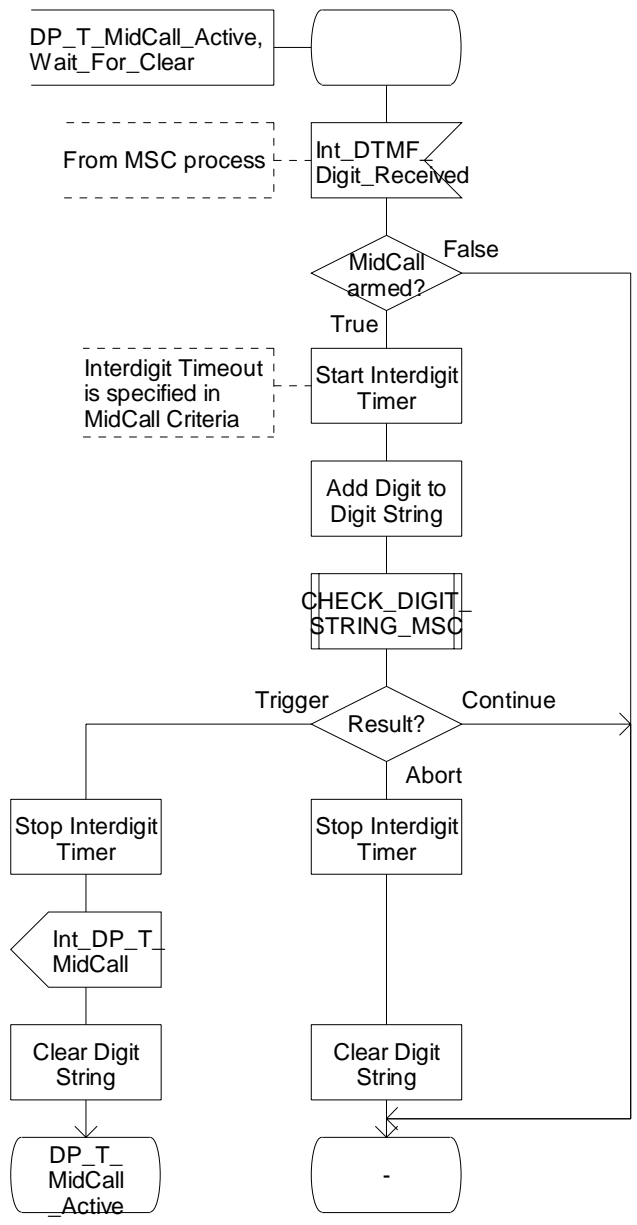 DP_T_MidCall_Active,
Wait_For_Clear
From MSC process
Int_DTMF_
Digit_Received
MidCall
armed?
False
True
Interdigit Timeout
is specified in
MidCall Criteria
Start Interdigit
Timer
Add Digit to
Digit String
CHECK_DIGIT_
STRING_MSC
Trigger
Result?
Continue
Abort
Stop Interdigit
Timer
Stop Interdigit
Timer
Int_DP_T_
MidCall
Clear Digit
String
Clear Digit
String
DP_T_
MidCall
_Active
-